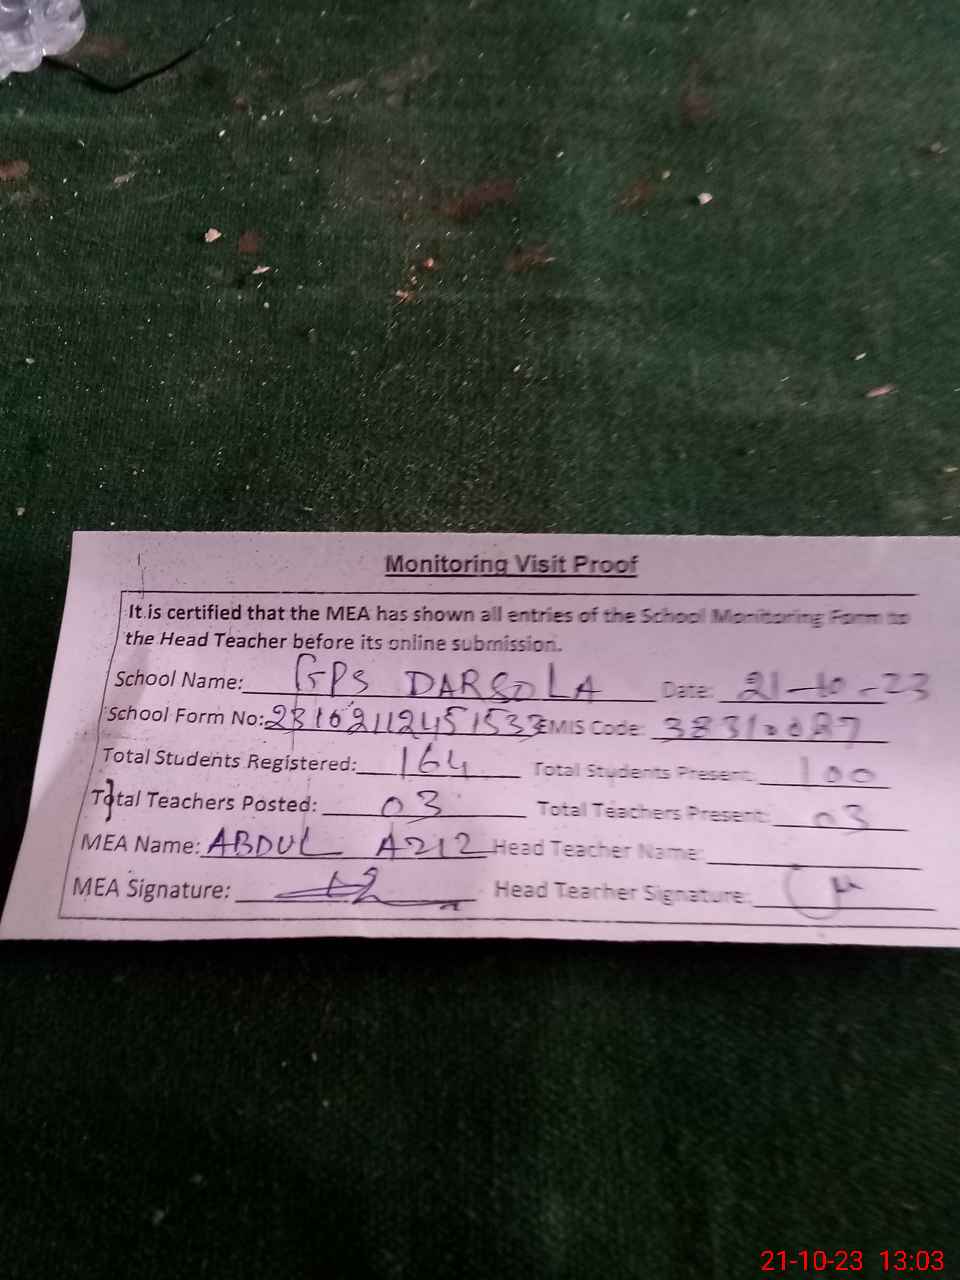 Monitoring Visit Proof
It is certified that the MEA has shown all entries of the School Monitoring Form to
the Head Teacher before its online submission.
School Name: GPS DARSOLA Date: 21-10-23
School Form No: 23102112451533 EMIS Code:
Total Students Registered: 164 Total Students Present: 100
Total Teachers Posted: 03 Total Teachers Present: 03
MEA Name: ABDUL AZIZ Head Teacher Name:
MEA Signature: Head Teacher Signature:
21-10-23 13:03